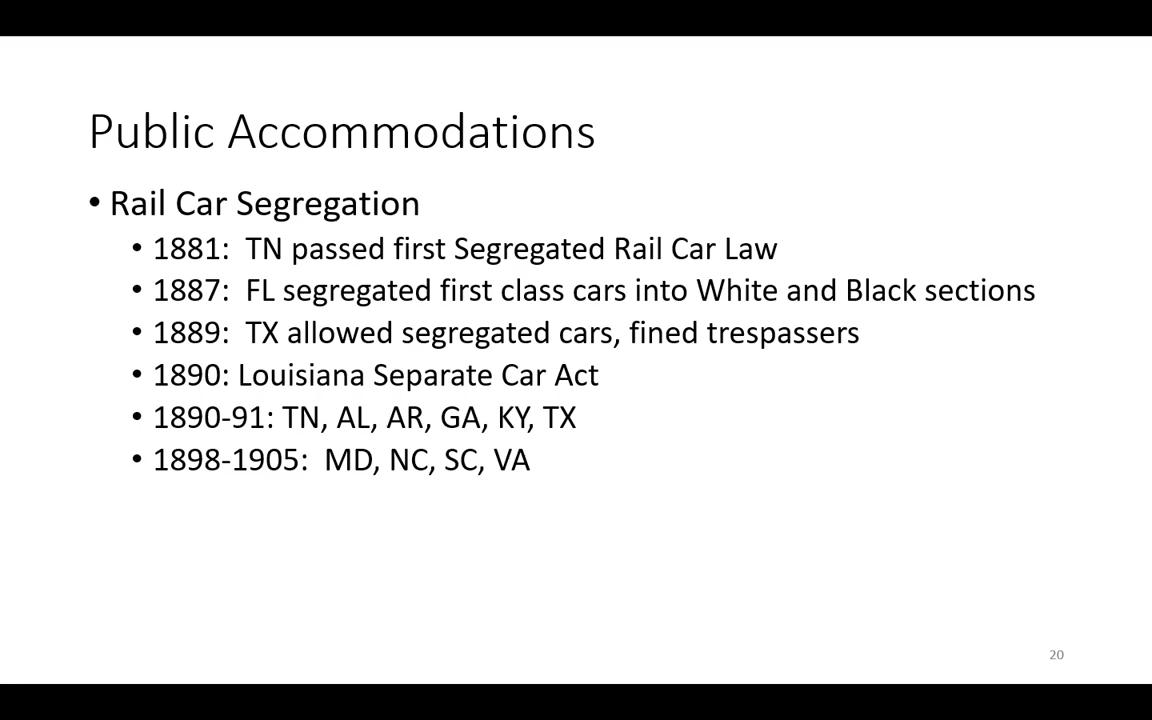 Public Accommodations
• Rail Car Segregation
• 1881: TN passed first Segregated Rail Car Law
• 1887: FL segregated first class cars into White and Black sections
• 1889: TX allowed segregated cars, fined trespassers
• 1890: Louisiana Separate Car Act
• 1890-91: TN, AL, AR, GA, KY, TX
• 1898-1905: MD, NC, SC, VA
20